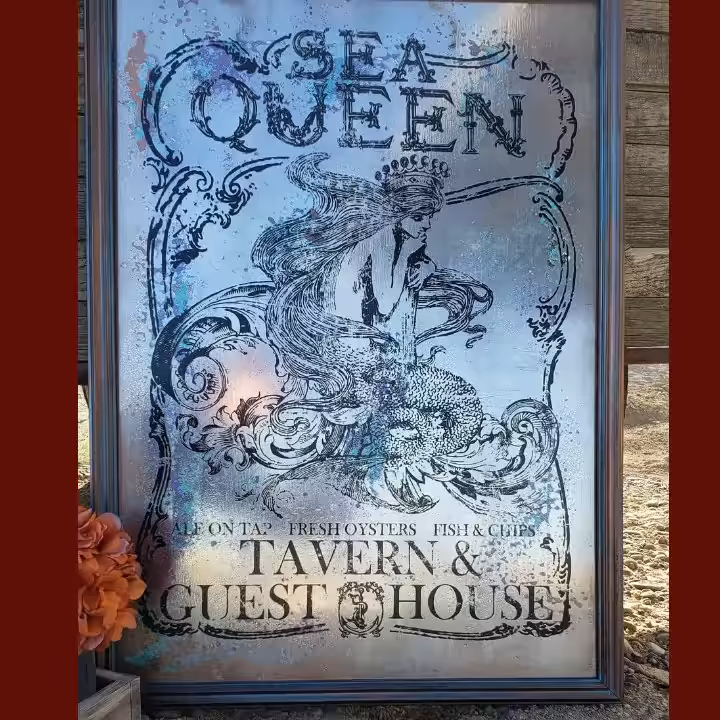 SEA
QUEEN
ALE ON TAP FRESH OYSTERS FISH & CHIPS
TAVERN &
GUEST HOUSE